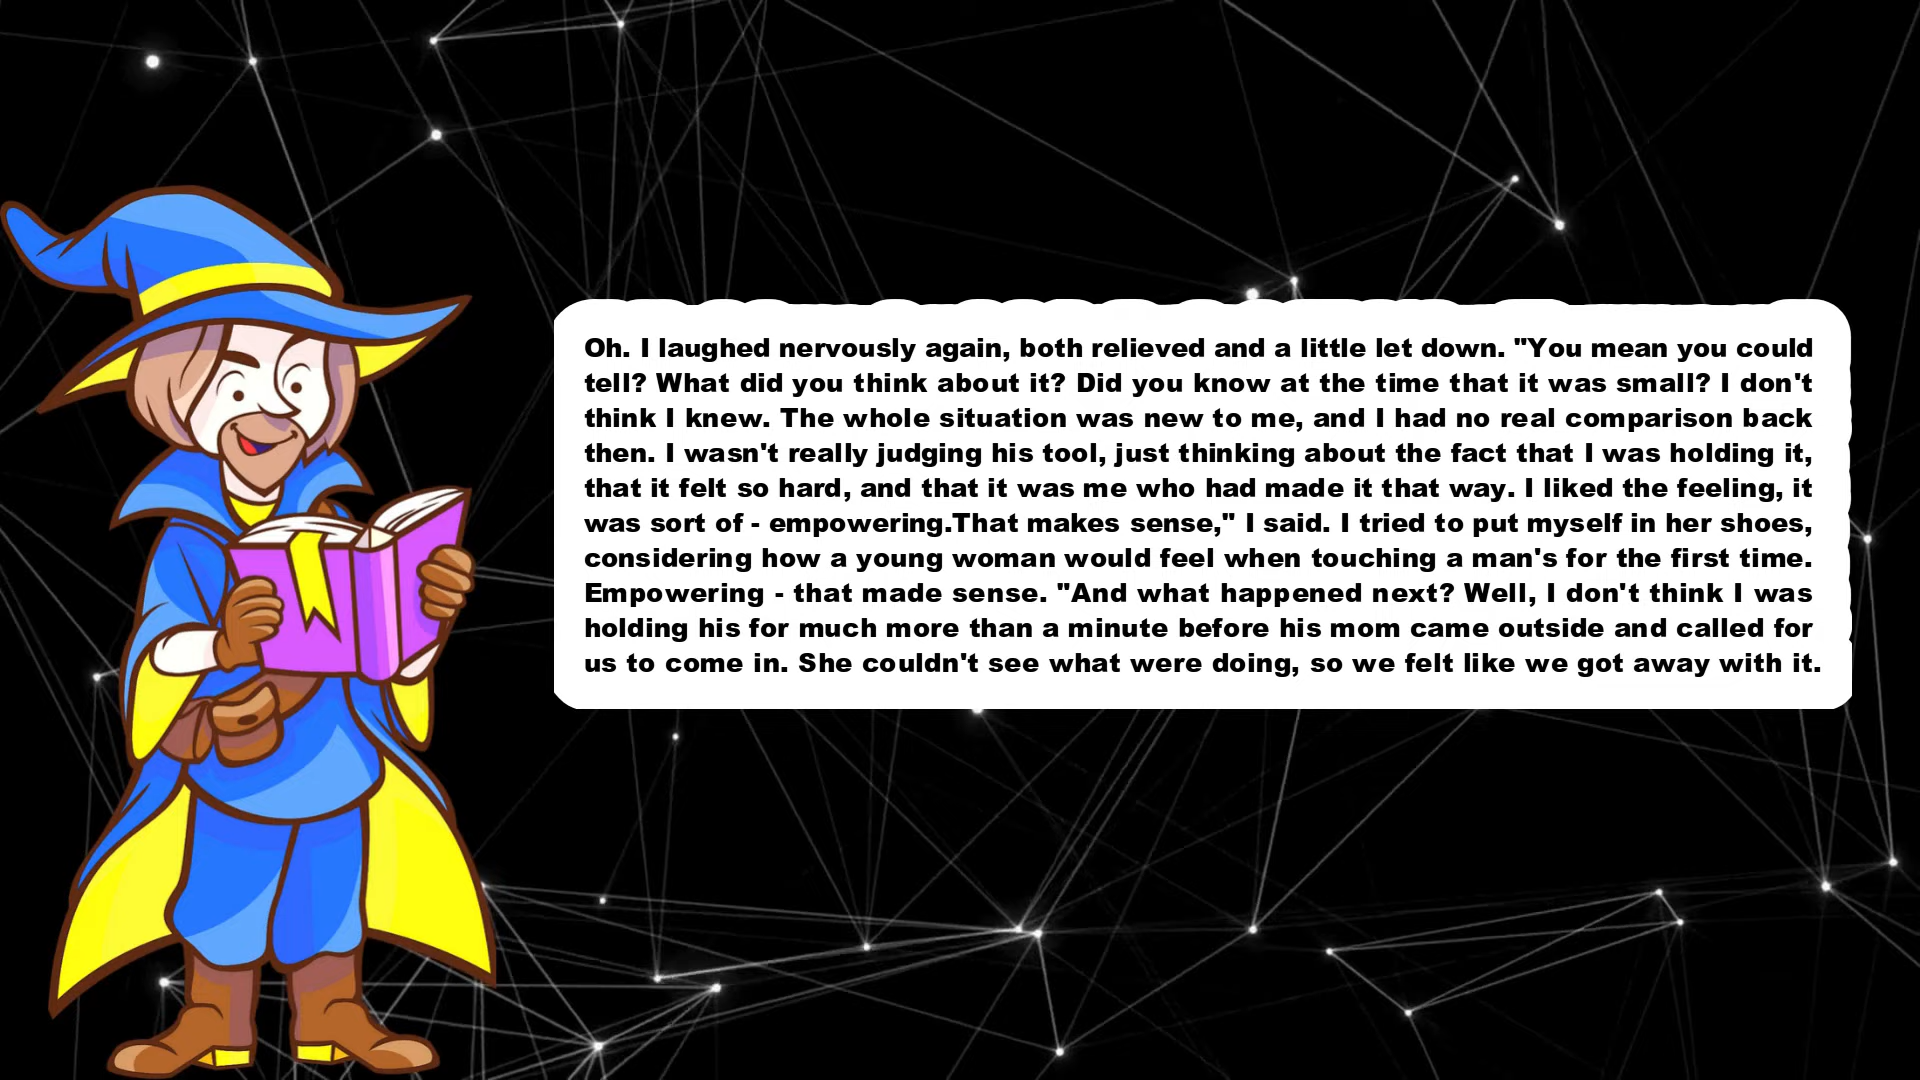 Oh. I laughed nervously again, both relieved and a little let down. "You mean you could
tell? What did you think about it? Did you know at the time that it was small? I don't
think I knew. The whole situation was new to me, and I had no real comparison back
then. I wasn't really judging his tool, just thinking about the fact that I was holding it,
that it felt so hard, and that it was me who had made it that way. I liked the feeling, it
was sort of - empowering.That makes sense," I said. I tried to put myself in her shoes,
considering how a young woman would feel when touching a man's for the first time.
Empowering - that made sense. "And what happened next? Well, I don't think I was
holding his for much more than a minute before his mom came outside and called for
us to come in. She couldn't see what were doing, so we felt like we got away with it.